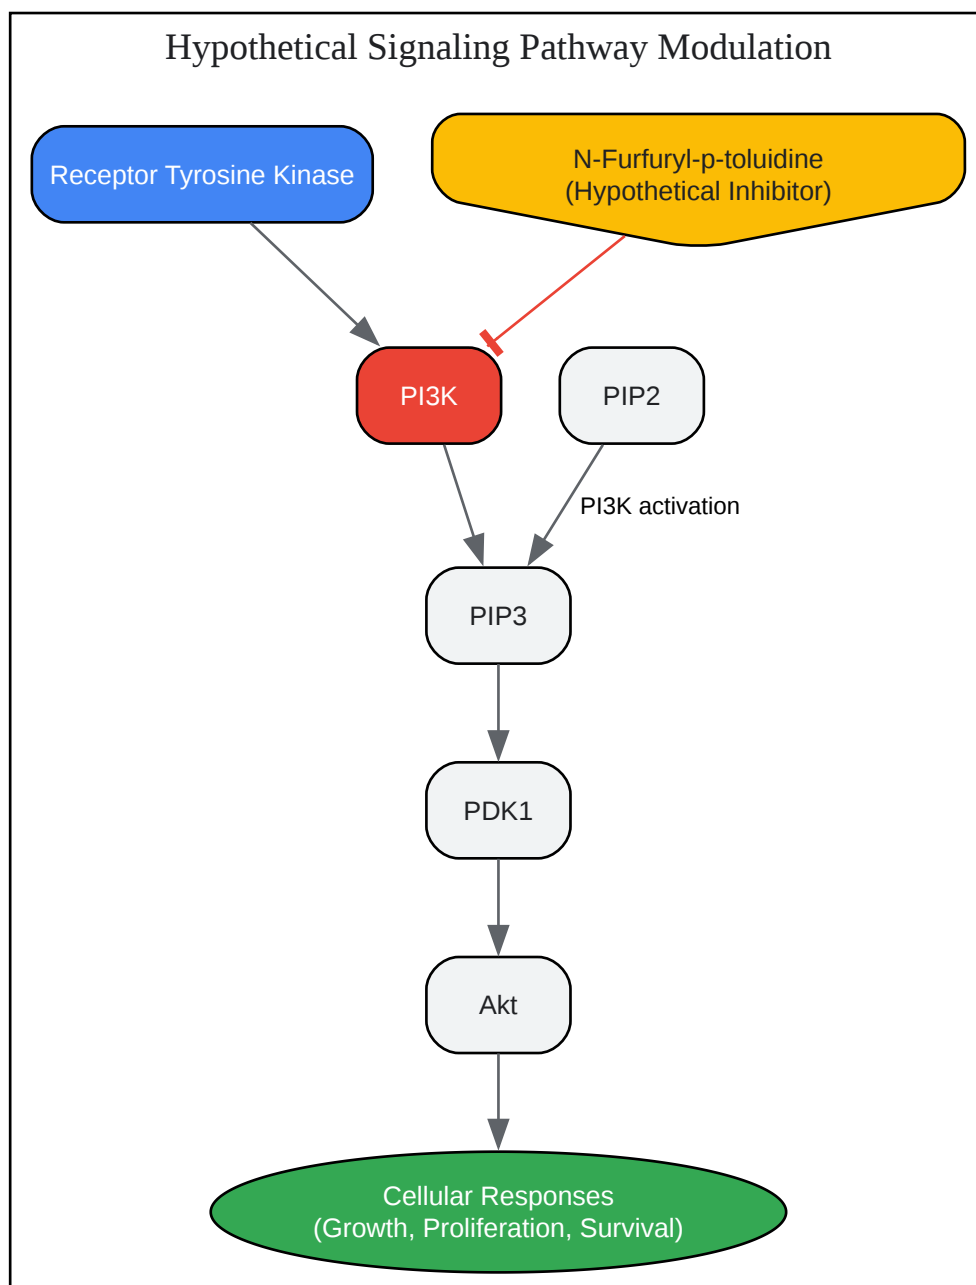 Hypothetical Signaling Pathway Modulation
Receptor Tyrosine Kinase
N-Furfuryl-p-toluidine
(Hypothetical Inhibitor)
PI3K
PIP2
PI3K activation
PIP3
PDK1
Akt
Cellular Responses
(Growth, Proliferation, Survival)